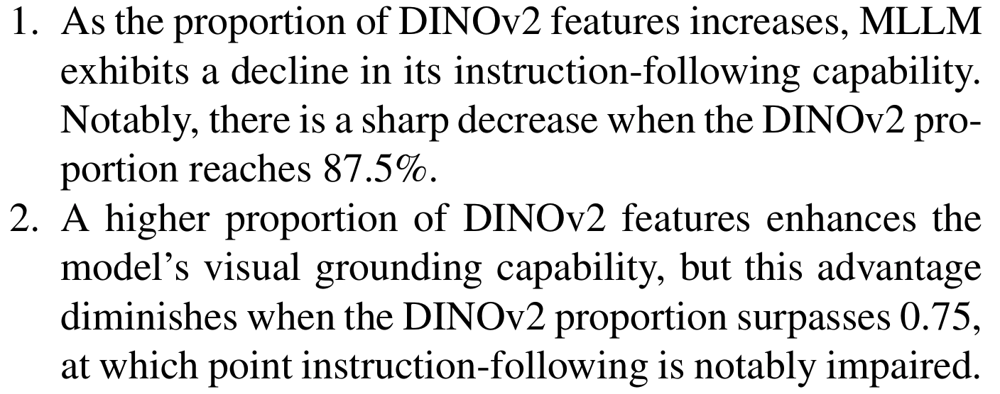 1. As the proportion of DINOv2 features increases, MLLM
exhibits a decline in its instruction-following capability.
Notably, there is a sharp decrease when the DINOv2 pro-
portion reaches 87.5%.
2. A higher proportion of DINOv2 features enhances the
model’s visual grounding capability, but this advantage
diminishes when the DINOv2 proportion surpasses 0.75,
at which point instruction-following is notably impaired.